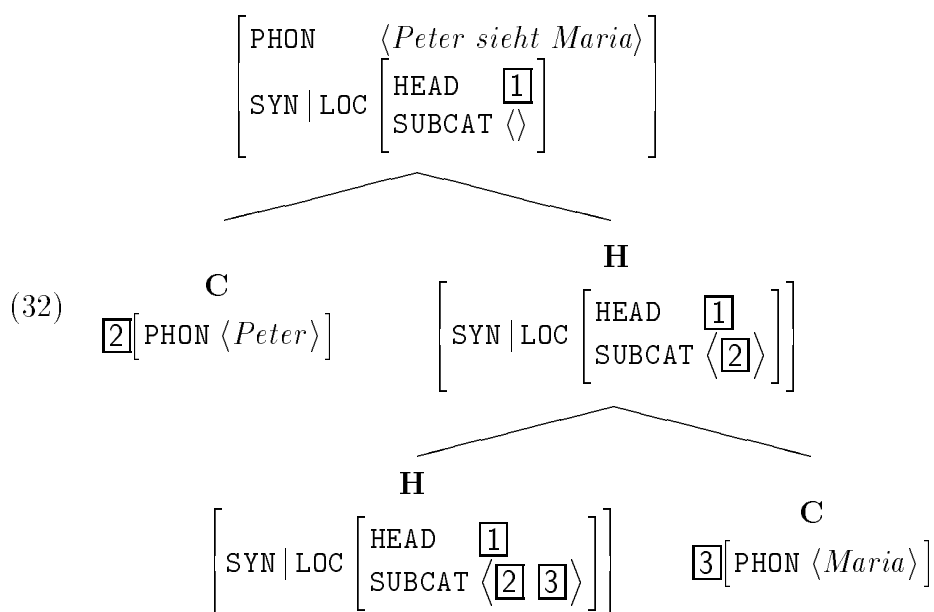 PHON ⟨Peter sieht Maria⟩
SYN|LOC [HEAD 1
SUBCAT ⟨⟩]
(32)
C
2[PHON ⟨Peter⟩]
H
[SYN|LOC [HEAD 1
SUBCAT ⟨2⟩]]
H
[SYN|LOC [HEAD 1
SUBCAT ⟨2 3⟩]]
C
3[PHON ⟨Maria⟩]